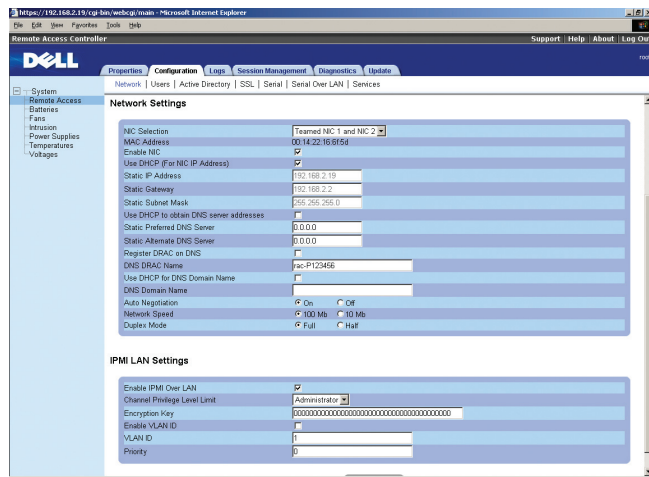 https://192.168.2.19/cgi-bin/webcgi/main - Microsoft Internet Explorer
File Edit View Favorites Tools Help
Remote Access Controller
Support | Help | About | Log Out
DELL
root
Properties Configuration Logs Session Management Diagnostics Update
Network | Users | Active Directory | SSL | Serial | Serial Over LAN | Services
System
Remote Access
Batteries
Fans
Intrusion
Power Supplies
Temperatures
Voltages
Network Settings
NIC Selection Teamed NIC 1 and NIC 2
MAC Address 00:14:22:16:6f:5d
Enable NIC
Use DHCP (For NIC IP Address)
Static IP Address 192.168.2.19
Static Gateway 192.168.2.2
Static Subnet Mask 255.255.255.0
Use DHCP to obtain DNS server addresses
Static Preferred DNS Server 0.0.0.0
Static Alternate DNS Server 0.0.0.0
Register DRAC on DNS
DNS DRAC Name rac-P123456
Use DHCP for DNS Domain Name
DNS Domain Name
Auto Negotiation On Off
Network Speed 100 Mb 10 Mb
Duplex Mode Full Half
IPMI LAN Settings
Enable IPMI Over LAN
Channel Privilege Level Limit Administrator
Encryption Key 0000000000000000000000000000000000000000
Enable VLAN ID
VLAN ID 1
Priority 0